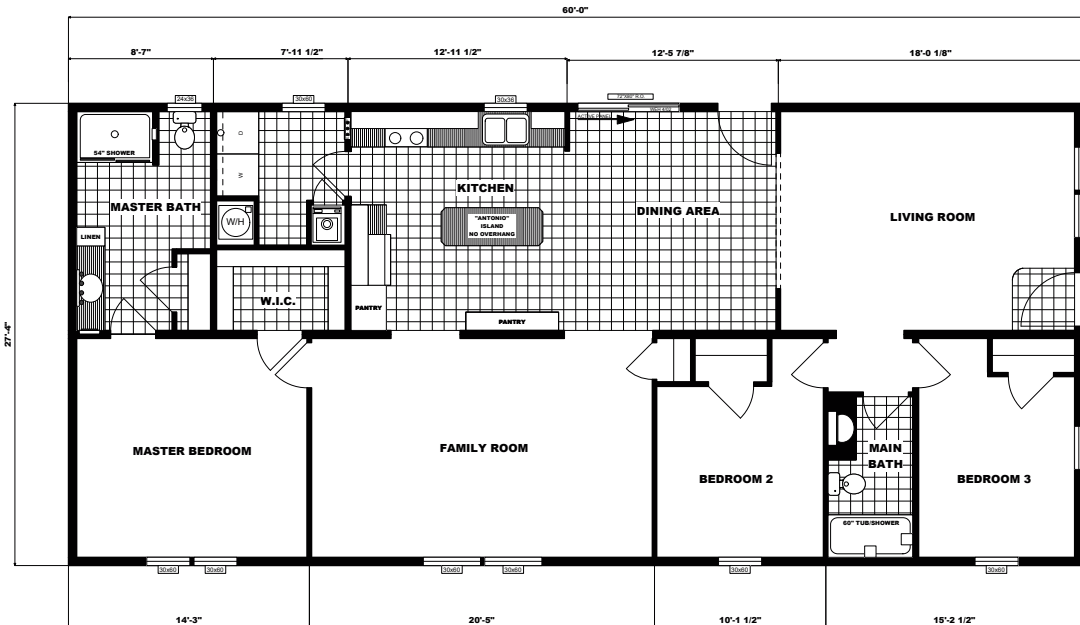 60'-0"
8'-7"
7'-11 1/2"
12'-11 1/2"
12'-5 7/8"
18'-0 1/8"
24x36
30x60
30x36
72"x80" R.O.
ACTIVE PANEL
54" SHOWER
D
W
MASTER BATH
W/H
KITCHEN
"ANTONIO"
ISLAND
NO OVERHANG
DINING AREA
LIVING ROOM
LINEN
W.I.C.
PANTRY
PANTRY
27'-4"
MASTER BEDROOM
FAMILY ROOM
BEDROOM 2
MAIN
BATH
BEDROOM 3
60" TUB/SHOWER
30x60
30x60
30x60
30x60
30x60
30x60
14'-3"
20'-5"
10'-1 1/2"
15'-2 1/2"